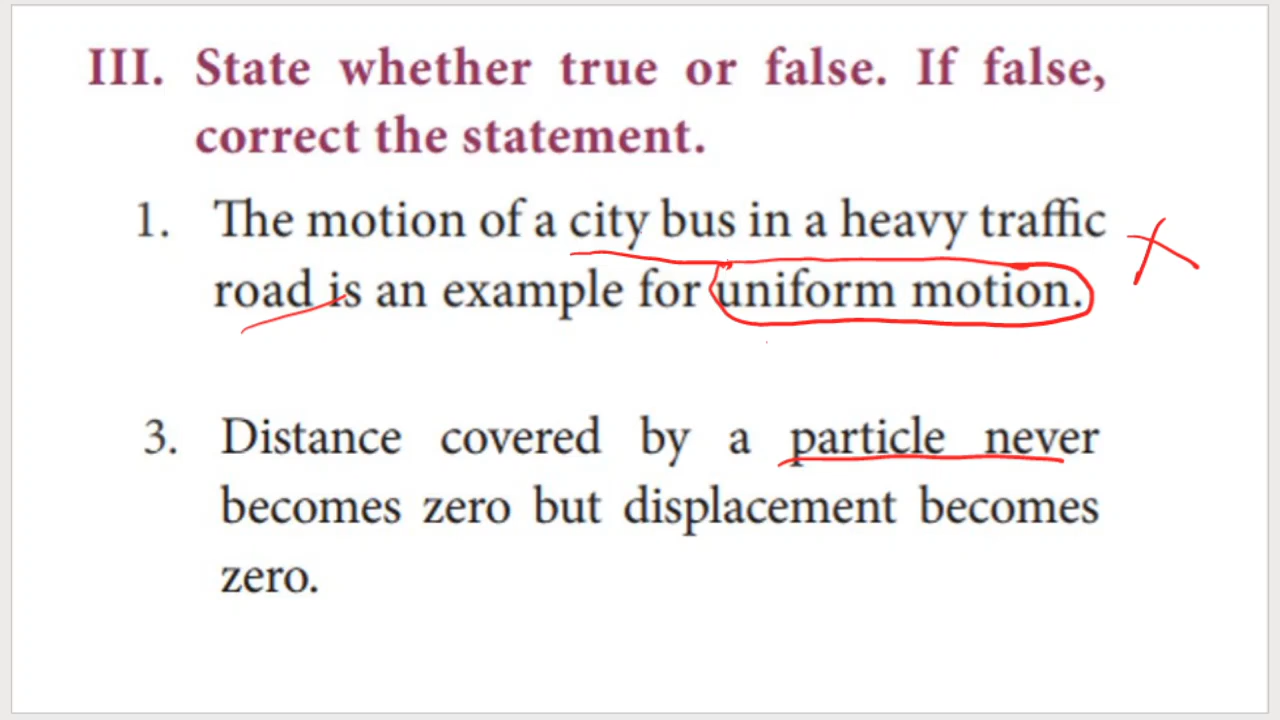 III. State whether true or false. If false,
correct the statement.
1. The motion of a city bus in a heavy traffic
road is an example for uniform motion.
3. Distance covered by a particle never
becomes zero but displacement becomes
zero.